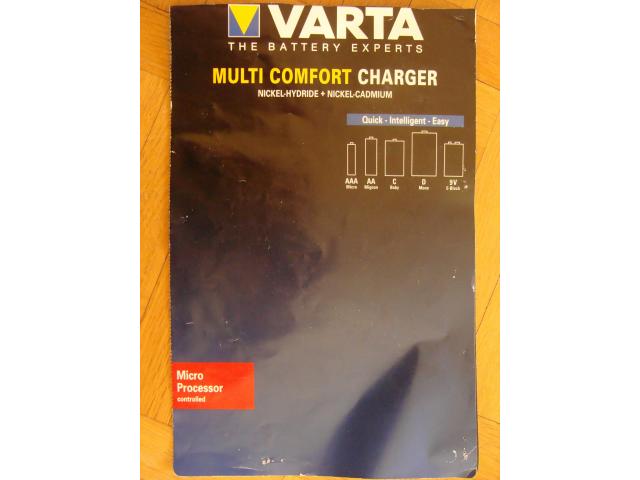 VARTA
THE BATTERY EXPERTS
MULTI COMFORT CHARGER
NICKEL-HYDRIDE + NICKEL-CADMIUM
Quick - Intelligent - Easy
AAA AA C D 9V
Micro Mignon Baby Mono E-Block
Micro
Processor
controlled